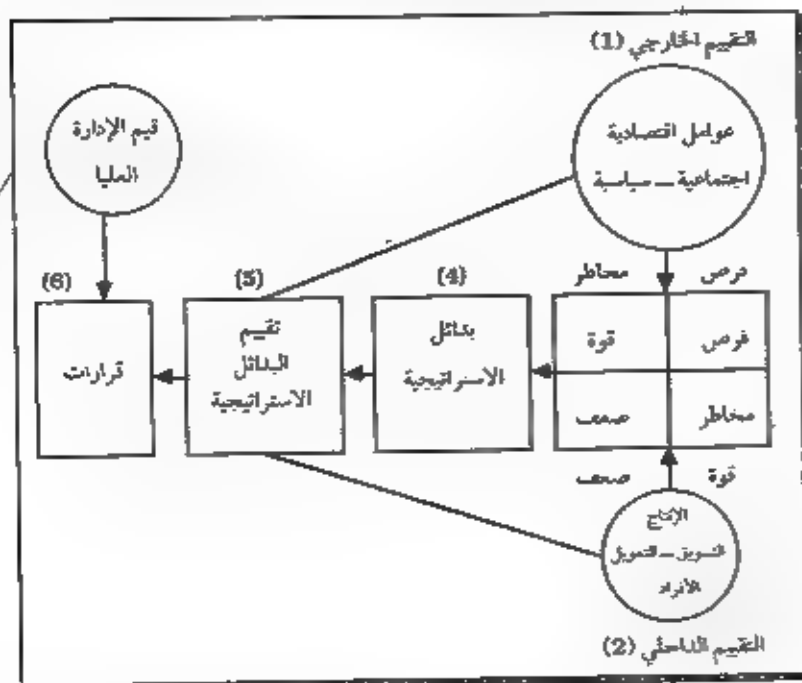 التقييم الخارجي (1)
عوامل اقتصادية
اجتماعية – سياسية
قيم الإدارة
العليا
فرص
مخاطر
(4)
(5)
(6)
فرص
قوة
مخاطر
ضعف
بدائل
الاستراتيجية
تقييم
البدائل
الاستراتيجية
قرارات
قوة
ضعف
الإنتاج
التسويق – التمويل
الأفراد
التقييم الداخلي (2)